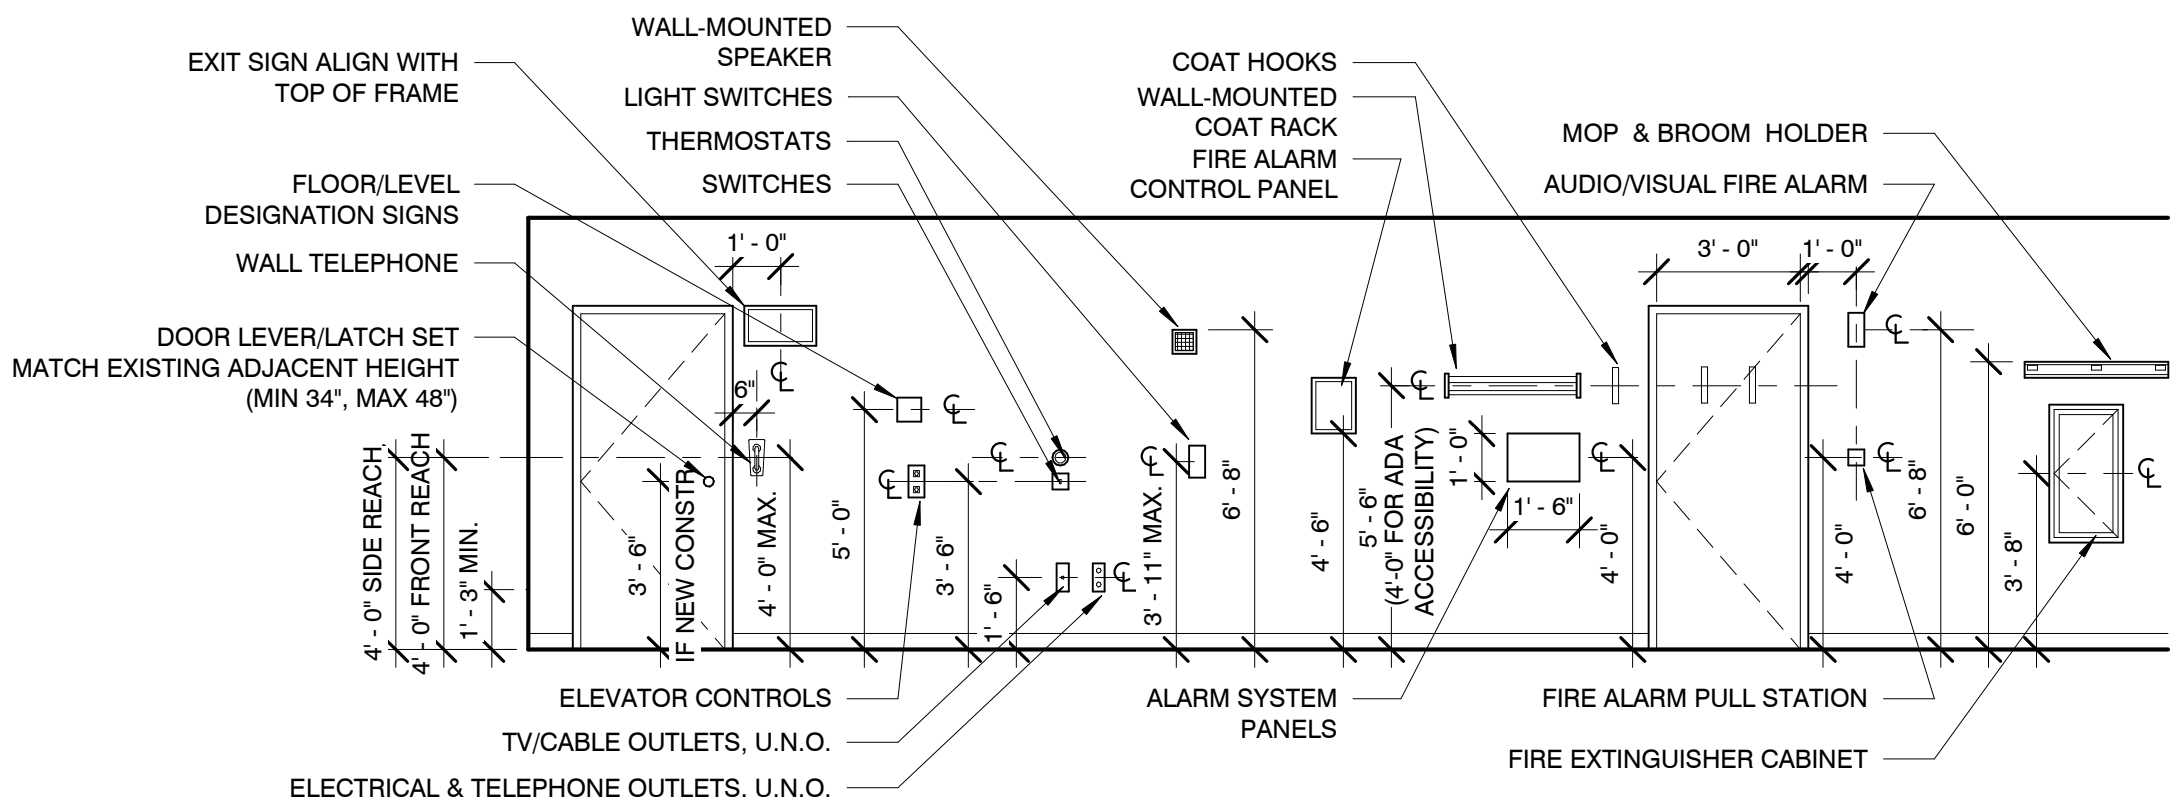 WALL-MOUNTED
SPEAKER
EXIT SIGN ALIGN WITH
TOP OF FRAME
LIGHT SWITCHES
THERMOSTATS
SWITCHES
FLOOR/LEVEL
DESIGNATION SIGNS
WALL TELEPHONE
DOOR LEVER/LATCH SET
MATCH EXISTING ADJACENT HEIGHT
(MIN 34", MAX 48")
COAT HOOKS
WALL-MOUNTED
COAT RACK
FIRE ALARM
CONTROL PANEL
MOP & BROOM HOLDER
AUDIO/VISUAL FIRE ALARM
1' - 0"
3' - 0"
1' - 0"
6"
4' - 0" SIDE REACH,
4' - 0" FRONT REACH
1' - 3" MIN.
3' - 6"
IF NEW CONSTR.
4' - 0" MAX.
5' - 0"
3' - 6"
1' - 6"
3' - 11" MAX.
6' - 8"
4' - 6"
5' - 6"
(4'-0" FOR ADA
ACCESSIBILITY)
1' - 0"
1' - 6"
4' - 0"
4' - 0"
6' - 8"
6' - 0"
3' - 8"
ELEVATOR CONTROLS
TV/CABLE OUTLETS, U.N.O.
ELECTRICAL & TELEPHONE OUTLETS, U.N.O.
ALARM SYSTEM
PANELS
FIRE ALARM PULL STATION
FIRE EXTINGUISHER CABINET